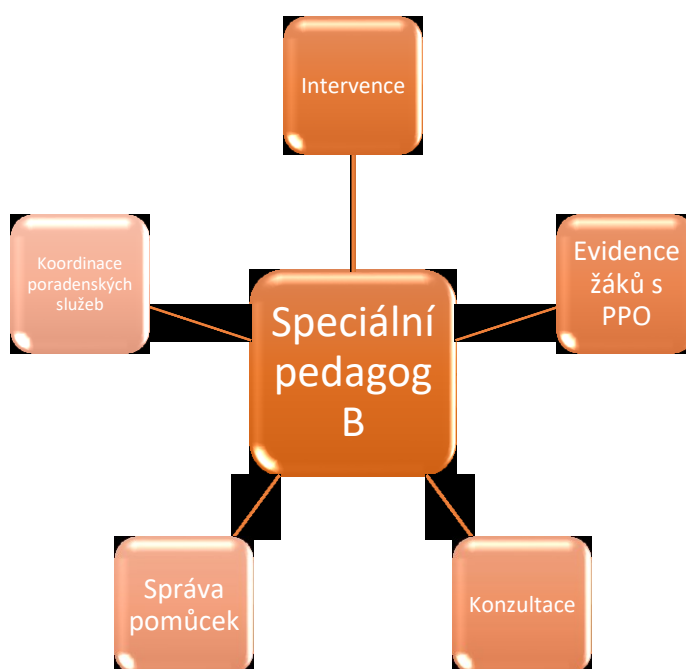 Intervence
Koordinace
poradenských
služeb
Evidence
žáků s
PPO
Speciální
pedagog
B
Správa
pomůcek
Konzultace